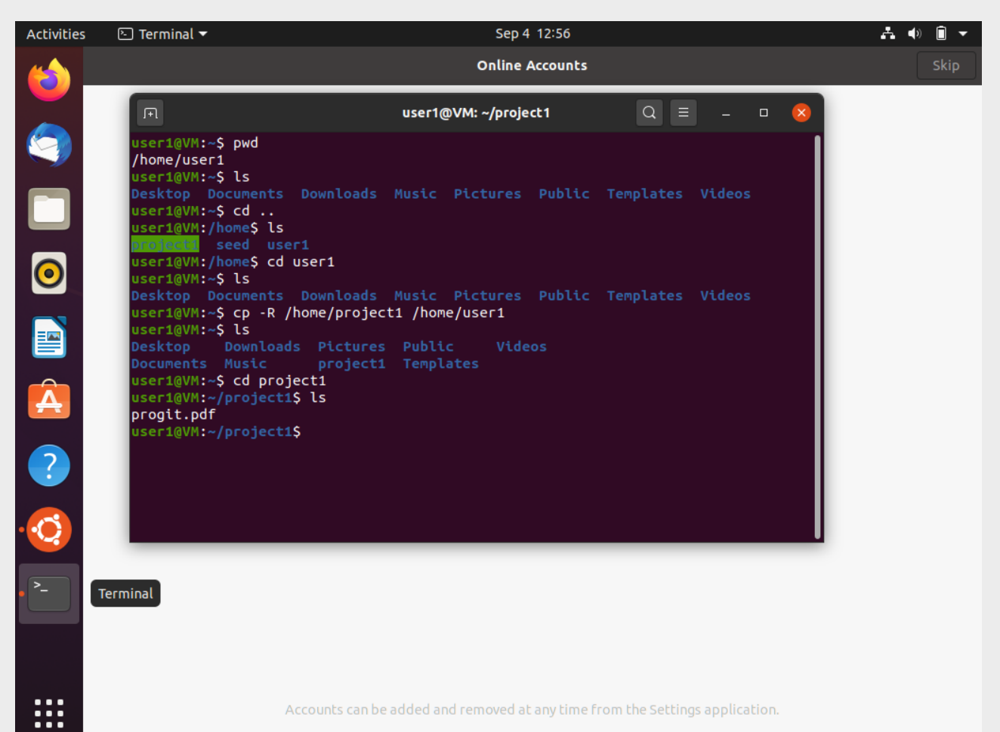 Activities Terminal Sep 4 12:56
Online Accounts Skip
user1@VM: ~/project1
user1@VM:~$ pwd
/home/user1
user1@VM:~$ ls
Desktop Documents Downloads Music Pictures Public Templates Videos
user1@VM:~$ cd ..
user1@VM:/home$ ls
project1 seed user1
user1@VM:/home$ cd user1
user1@VM:~$ ls
Desktop Documents Downloads Music Pictures Public Templates Videos
user1@VM:~$ cp -R /home/project1 /home/user1
user1@VM:~$ ls
Desktop Downloads Pictures Public Videos
Documents Music project1 Templates
user1@VM:~$ cd project1
user1@VM:~/project1$ ls
progit.pdf
user1@VM:~/project1$
Terminal
Accounts can be added and removed at any time from the Settings application.